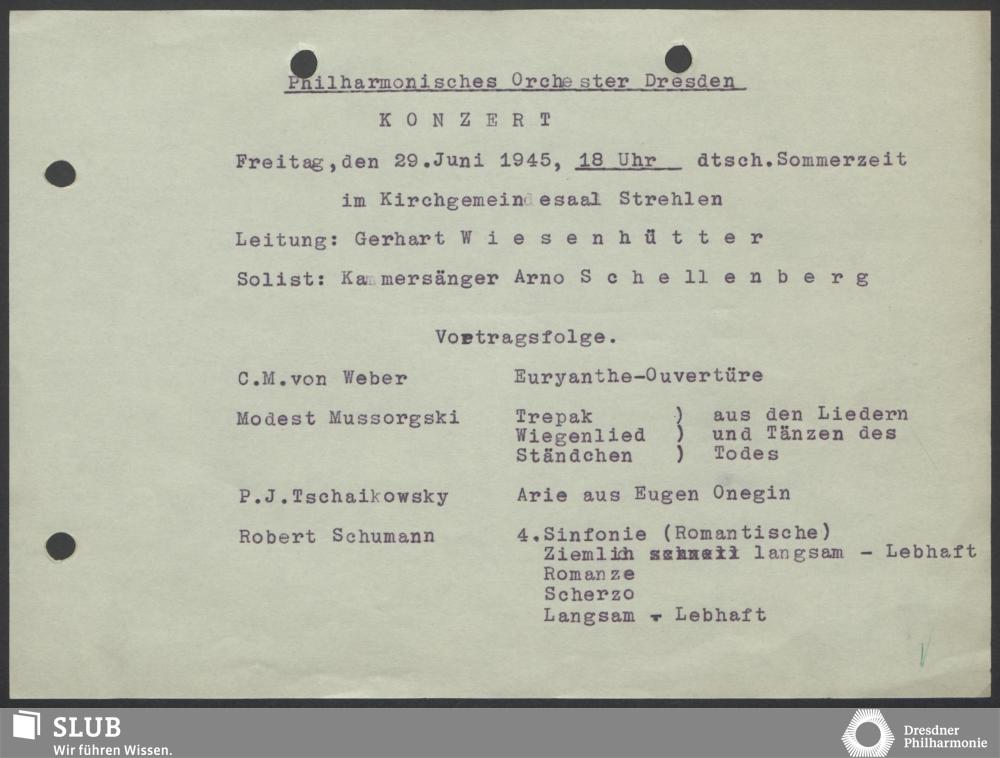 Philharmonisches Orchester Dresden
K O N Z E R T
Freitag,den 29.Juni 1945, 18 Uhr dtsch.Sommerzeit
im Kirchgemeindesaal Strehlen
Leitung: Gerhart W i e s e n h ü t t e r
Solist: Kammersänger Arno S c h e l l e n b e r g
Vortragsfolge.
C.M.von Weber Euryanthe-Ouvertüre
Modest Mussorgski Trepak ) aus den Liedern
Wiegenlied ) und Tänzen des
Ständchen ) Todes
P.J.Tschaikowsky Arie aus Eugen Onegin
Robert Schumann 4.Sinfonie (Romantische)
Ziemlich schnell langsam - Lebhaft
Romanze
Scherzo
Langsam - Lebhaft
SLUB
Wir führen Wissen.
Dresdner
Philharmonie